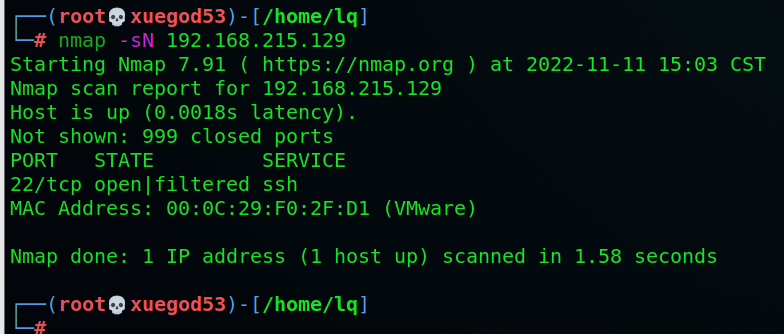 ┌──(root💀xuegod53)-[/home/lq]
└─# nmap -sN 192.168.215.129
Starting Nmap 7.91 ( https://nmap.org ) at 2022-11-11 15:03 CST
Nmap scan report for 192.168.215.129
Host is up (0.0018s latency).
Not shown: 999 closed ports
PORT   STATE         SERVICE
22/tcp open|filtered ssh
MAC Address: 00:0C:29:F0:2F:D1 (VMware)
Nmap done: 1 IP address (1 host up) scanned in 1.58 seconds
┌──(root💀xuegod53)-[/home/lq]
└─#